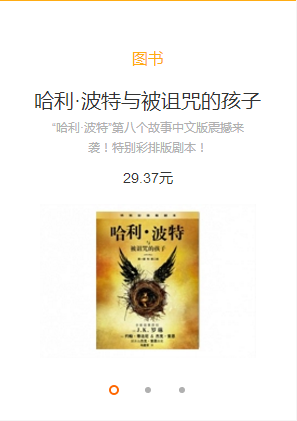 图书
哈利·波特与被诅咒的孩子
“哈利·波特”第八个故事中文版震撼来
袭！特别彩排版剧本！
29.37元
哈利·波特
与
被诅咒的孩子
J.K.罗琳